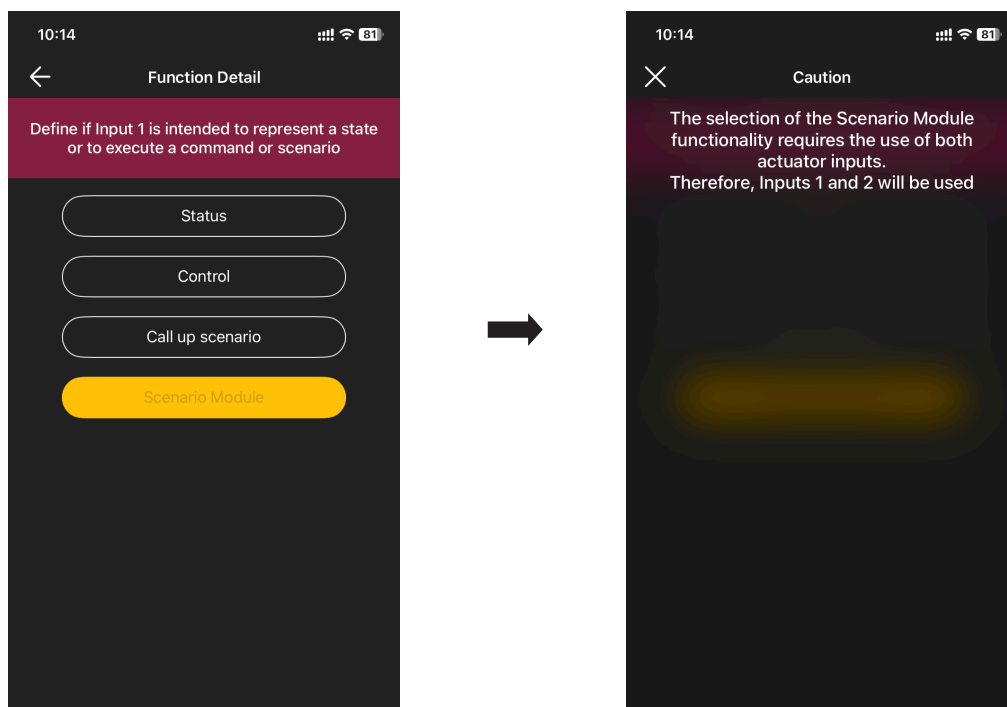 10:14
81
Function Detail
Define if Input 1 is intended to represent a state
or to execute a command or scenario
Status
Control
Call up scenario
Scenario Module
10:14
81
Caution
The selection of the Scenario Module
functionality requires the use of both
actuator inputs.
Therefore, Inputs 1 and 2 will be used